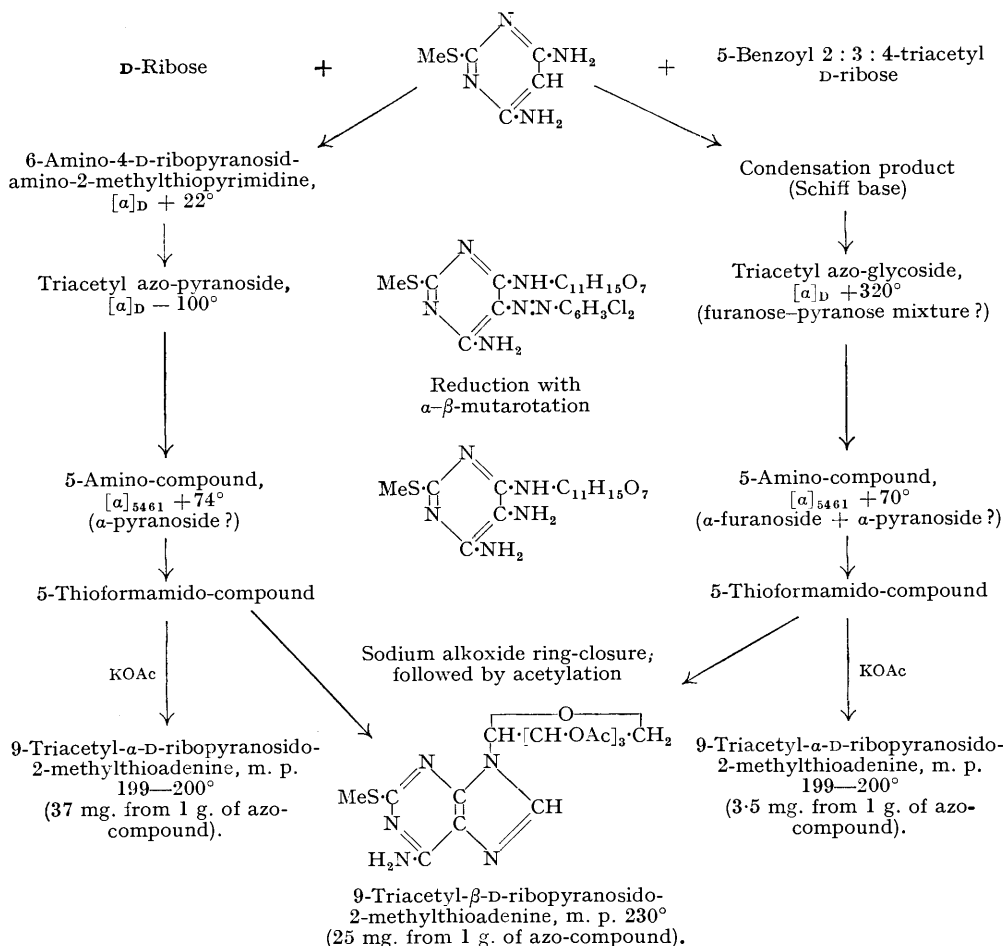 D-Ribose + N MeS·C C·NH₂ CH N C·NH₂ + 5-Benzoyl 2 : 3 : 4-triacetyl
D-ribose
6-Amino-4-D-ribopyranosid-
amino-2-methylthiopyrimidine,
[α]D + 22°
Condensation product
(Schiff base)
Triacetyl azo-pyranoside,
[α]D − 100°
N
MeS·C C·NH·C₁₁H₁₅O₇
N C·N:N·C₆H₃Cl₂
C·NH₂
Triacetyl azo-glycoside,
[α]D +320°
(furanose–pyranose mixture ?)
Reduction with
α–β-mutarotation
5-Amino-compound,
[α]₅₄₆₁ +74°
(α-pyranoside ?)
N
MeS·C C·NH·C₁₁H₁₅O₇
N C·NH₂
C·NH₂
5-Amino-compound,
[α]₅₄₆₁ +70°
(α-furanoside + α-pyranoside ?)
5-Thioformamido-compound
5-Thioformamido-compound
KOAc
Sodium alkoxide ring-closure;
followed by acetylation
KOAc
9-Triacetyl-α-D-ribopyranosido-
2-methylthioadenine, m. p.
199—200°
(37 mg. from 1 g. of azo-
compound).
O
CH·[CH·OAc]₃·CH₂
N N
MeS·C C CH
N C
H₂N·C N
9-Triacetyl-β-D-ribopyranosido-
2-methylthioadenine, m. p. 230°
(25 mg. from 1 g. of azo-compound).
9-Triacetyl-α-D-ribopyranosido-
2-methylthioadenine, m. p.
199—200°
(3·5 mg. from 1 g. of azo-
compound).